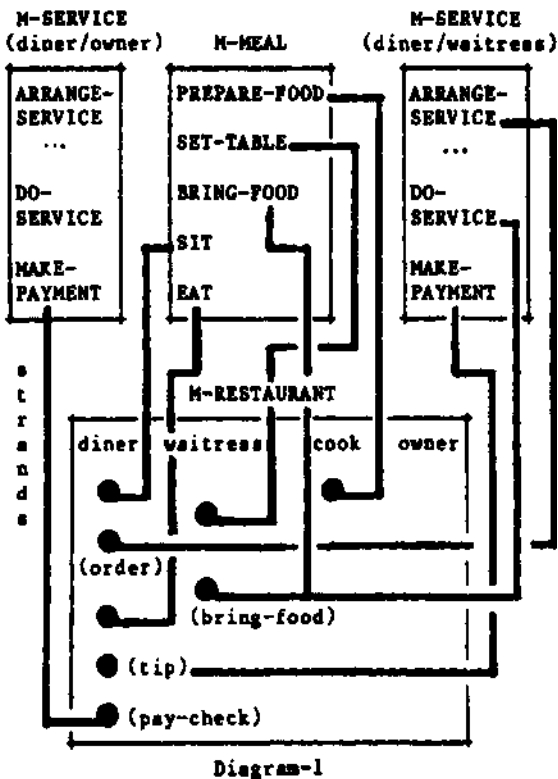 M-SERVICE
(diner/owner)
M-MEAL
M-SERVICE
(diner/waitress)
ARRANGE-
SERVICE
...
DO-
SERVICE
MAKE-
PAYMENT
PREPARE-FOOD
SET-TABLE
BRING-FOOD
SIT
EAT
ARRANGE-
SERVICE
...
DO-
SERVICE
MAKE-
PAYMENT
strands
M-RESTAURANT
diner waitress cook owner
(order)
(bring-food)
(tip)
(pay-check)
Diagram-1